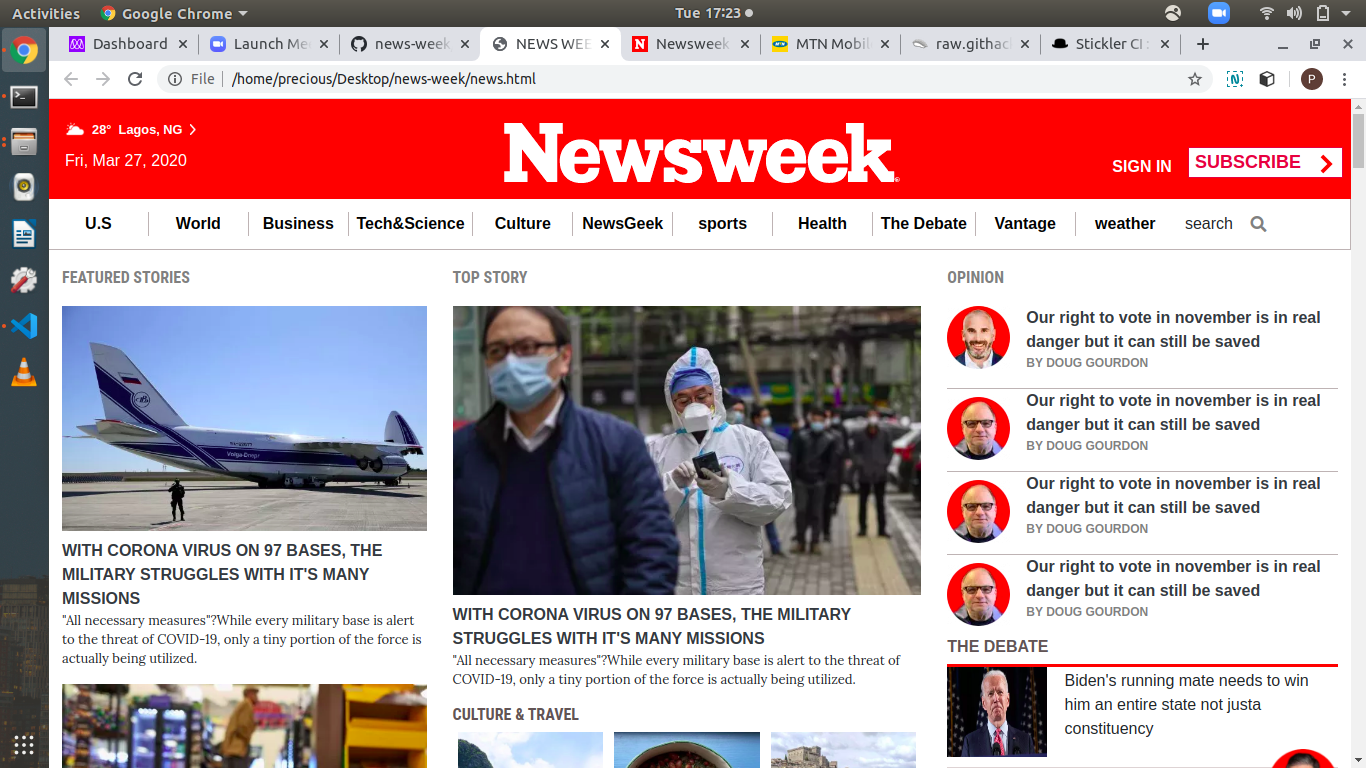 Activities
Google Chrome
Tue 17:23
Dashboard
Launch Me
news-week
NEWS WEE
Newsweek
MTN Mobil
raw.githac
Stickler CI
File
/home/precious/Desktop/news-week/news.html
P
28° Lagos, NG
Fri, Mar 27, 2020
Newsweek
SIGN IN
SUBSCRIBE
U.S
World
Business
Tech&Science
Culture
NewsGeek
sports
Health
The Debate
Vantage
weather
search
FEATURED STORIES
Volga-Dnepr
WITH CORONA VIRUS ON 97 BASES, THE
MILITARY STRUGGLES WITH IT'S MANY
MISSIONS
"All necessary measures"?While every military base is alert
to the threat of COVID-19, only a tiny portion of the force is
actually being utilized.
TOP STORY
WITH CORONA VIRUS ON 97 BASES, THE MILITARY
STRUGGLES WITH IT'S MANY MISSIONS
"All necessary measures"?While every military base is alert to the threat of
COVID-19, only a tiny portion of the force is actually being utilized.
CULTURE & TRAVEL
OPINION
Our right to vote in november is in real
danger but it can still be saved
BY DOUG GOURDON
Our right to vote in november is in real
danger but it can still be saved
BY DOUG GOURDON
Our right to vote in november is in real
danger but it can still be saved
BY DOUG GOURDON
Our right to vote in november is in real
danger but it can still be saved
BY DOUG GOURDON
THE DEBATE
Biden's running mate needs to win
him an entire state not justa
constituency